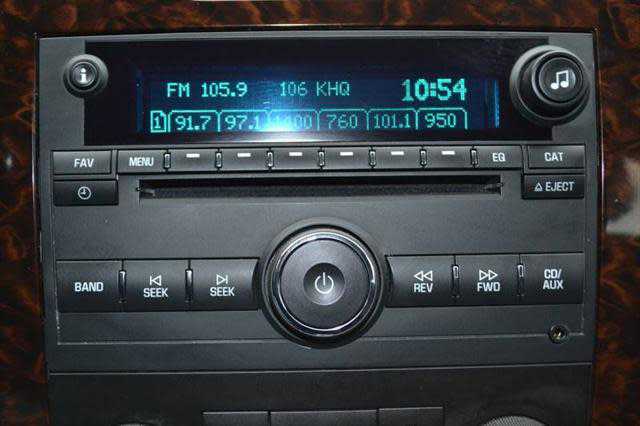 i
FM 105.9 106 KHQ 10:54
1 91.7 97.1 760 101.1 950
FAV MENU EQ CAT
EJECT
BAND SEEK SEEK REV FWD CD/
AUX